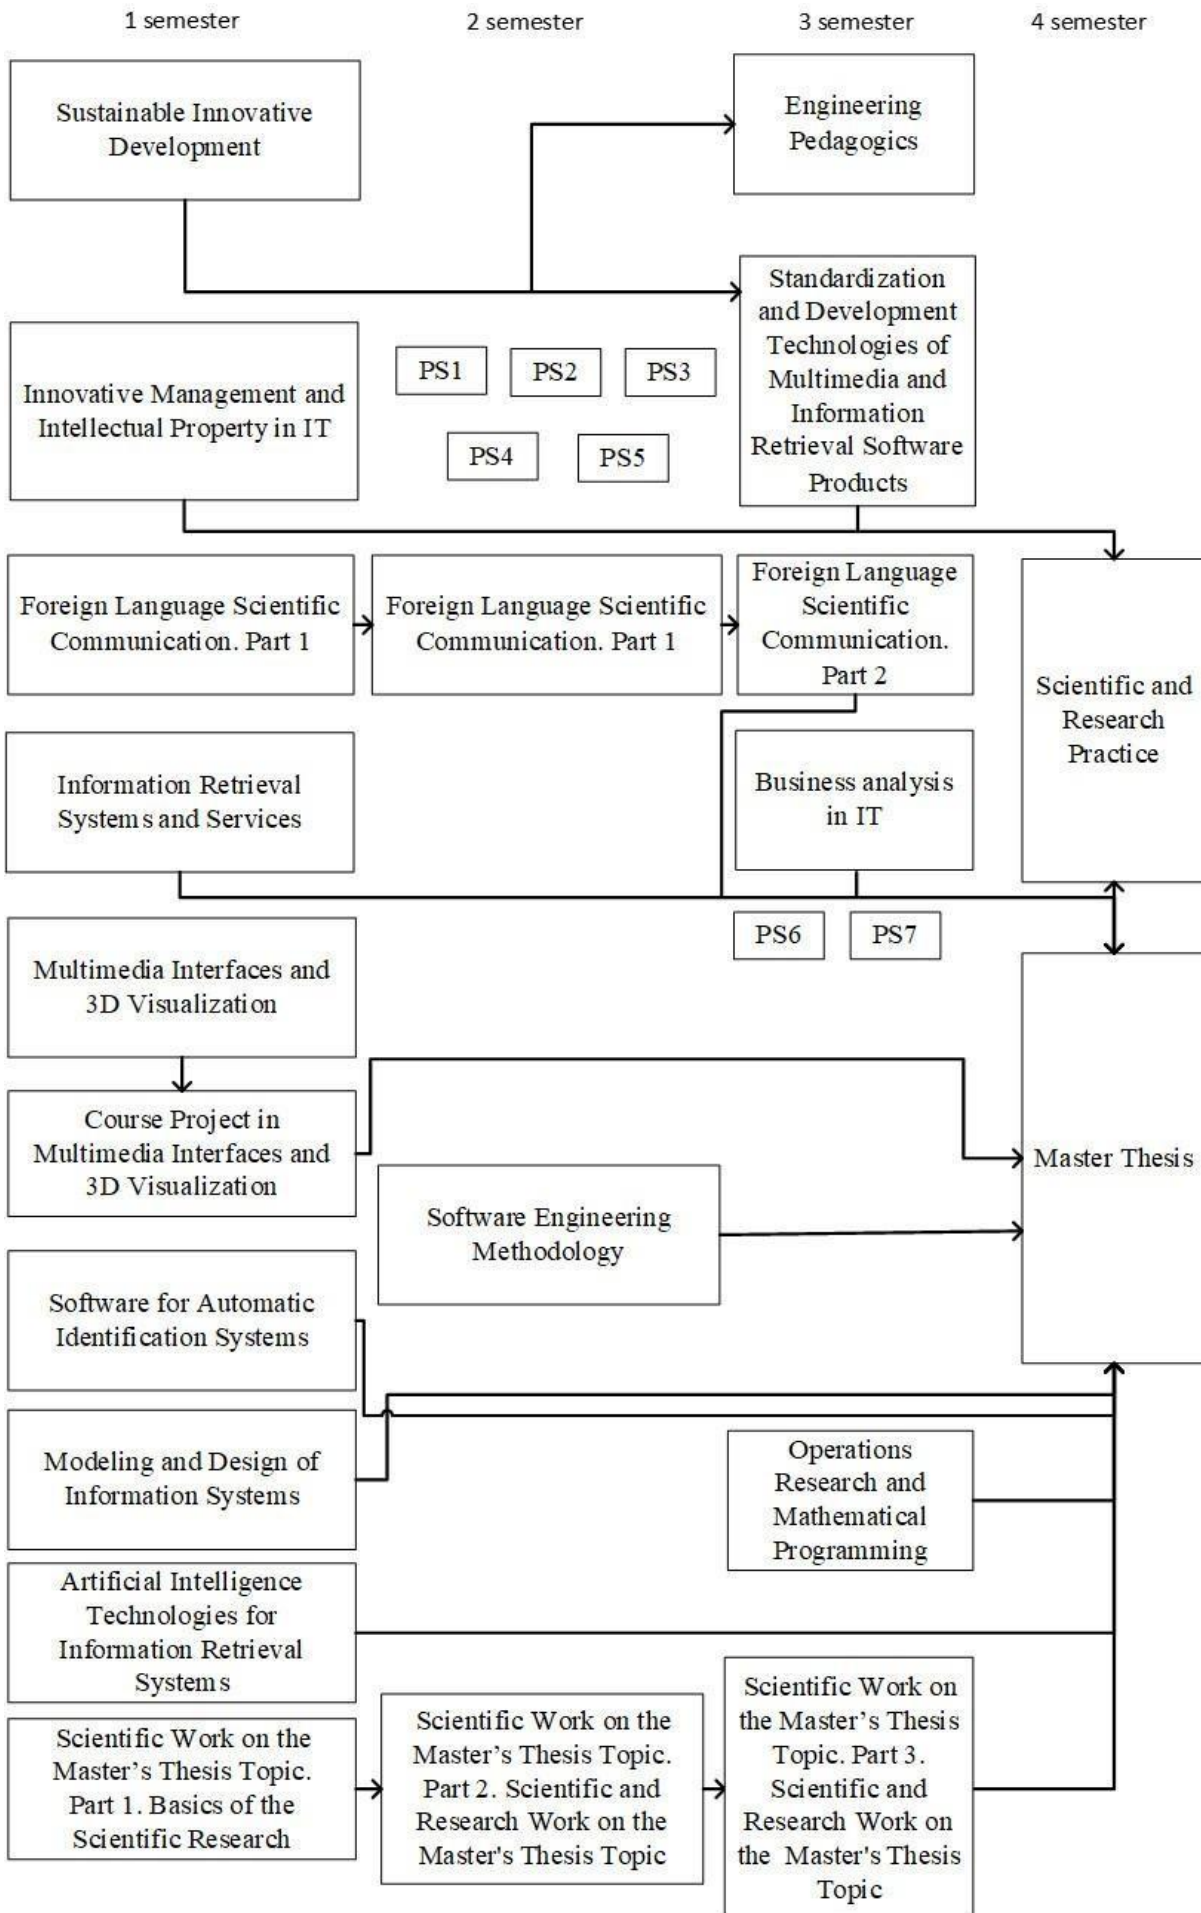 1 semester
2 semester
3 semester
4 semester
Sustainable Innovative
Development
Engineering
Pedagogics
Standardization
and Development
Technologies of
Multimedia and
Information
Retrieval Software
Products
Innovative Management and
Intellectual Property in IT
PS1
PS2
PS3
PS4
PS5
Foreign Language Scientific
Communication. Part 1
Foreign Language Scientific
Communication. Part 1
Foreign Language
Scientific
Communication.
Part 2
Scientific and
Research
Practice
Information Retrieval
Systems and Services
Business analysis
in IT
PS6
PS7
Multimedia Interfaces and
3D Visualization
Course Project in
Multimedia Interfaces and
3D Visualization
Master Thesis
Software Engineering
Methodology
Software for Automatic
Identification Systems
Modeling and Design of
Information Systems
Operations
Research and
Mathematical
Programming
Artificial Intelligence
Technologies for
Information Retrieval
Systems
Scientific Work on the
Master’s Thesis Topic.
Part 1. Basics of the
Scientific Research
Scientific Work on the
Master’s Thesis Topic.
Part 2. Scientific and
Research Work on the
Master's Thesis Topic
Scientific Work on
the Master’s Thesis
Topic. Part 3.
Scientific and
Research Work on
the Master's Thesis
Topic